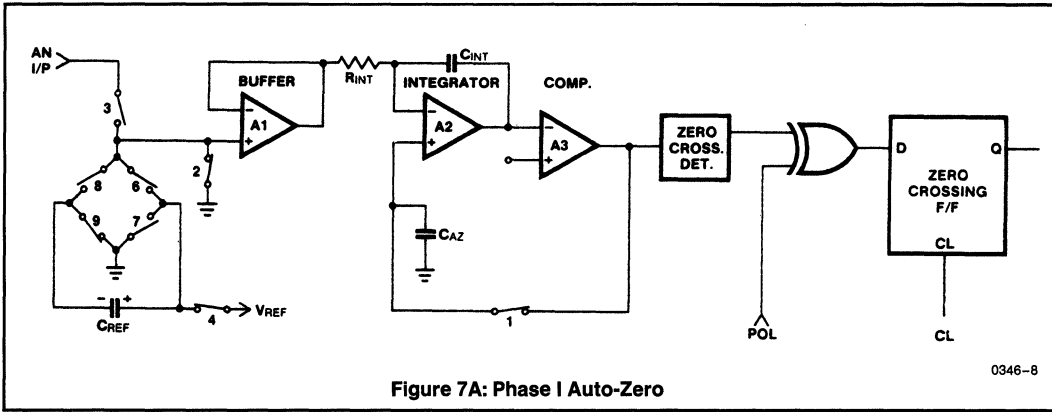 AN
I/P
3
BUFFER
−
A1
+
2
8
6
9
7
−
+
CREF
4
VREF
RINT
CINT
INTEGRATOR
−
A2
+
CAZ
1
COMP.
−
A3
+
ZERO
CROSS.
DET.
POL
D
Q
ZERO
CROSSING
F/F
CL
CL
0346–8
Figure 7A: Phase I Auto-Zero